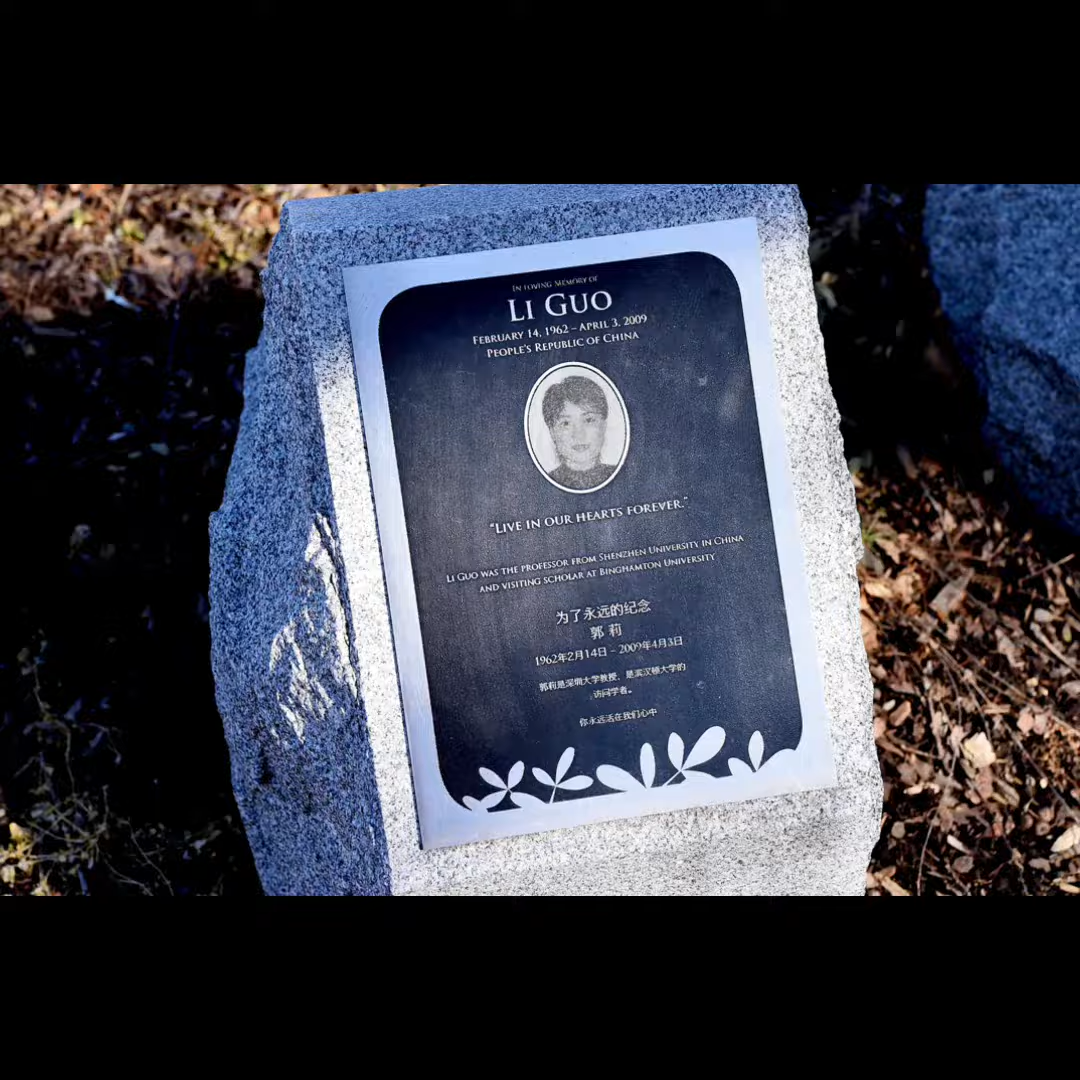 IN LOVING MEMORY OF
LI GUO
FEBRUARY 14, 1962 – APRIL 3, 2009
PEOPLE'S REPUBLIC OF CHINA
"LIVE IN OUR HEARTS FOREVER."
LI GUO WAS THE PROFESSOR FROM SHENZHEN UNIVERSITY IN CHINA
AND VISITING SCHOLAR AT BINGHAMTON UNIVERSITY
为了永远的纪念
郭 莉
1962年2月14日 – 2009年4月3日
郭莉是深圳大学教授，是宾汉顿大学的
访问学者。
你永远活在我们心中